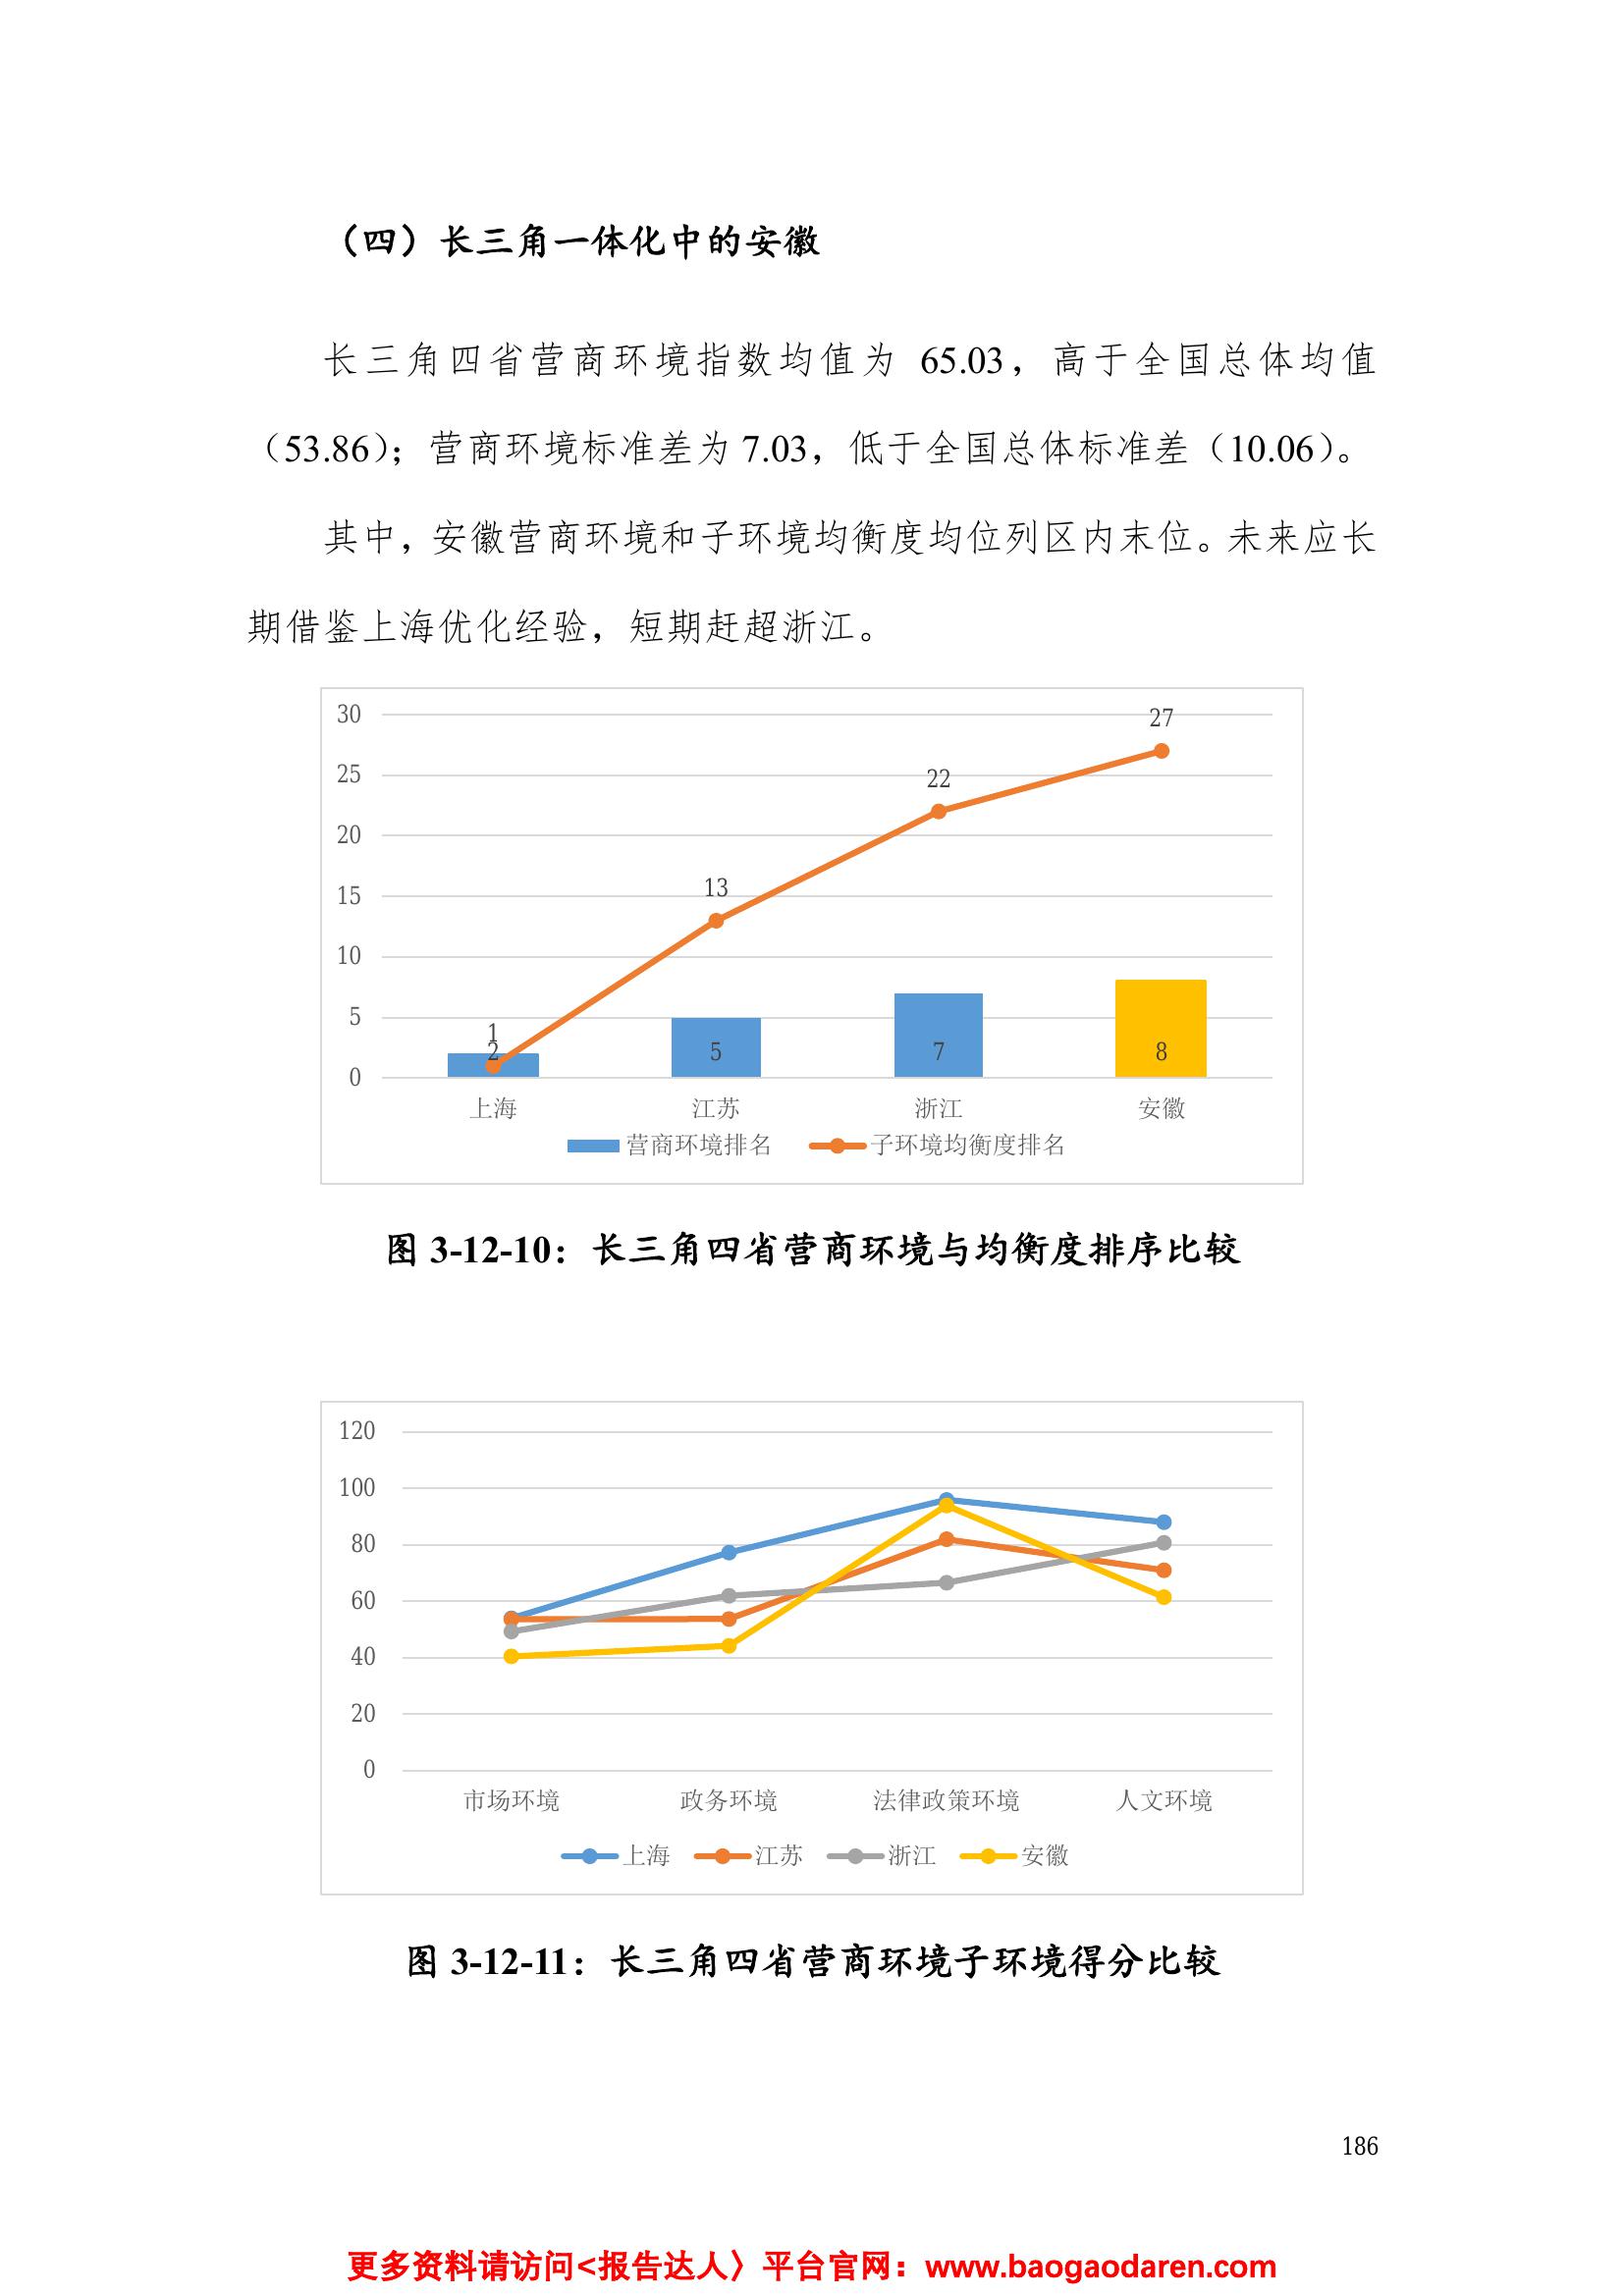 （四）长三角一体化中的安徽
长三角四省营商环境指数均值为 65.03，高于全国总体均值
（53.86）；营商环境标准差为 7.03，低于全国总体标准差（10.06）。
其中，安徽营商环境和子环境均衡度均位列区内末位。未来应长
期借鉴上海优化经验，短期赶超浙江。
30
27
25
22
20
15
13
10
5
1
2
5
7
8
0
上海
江苏
浙江
安徽
营商环境排名
子环境均衡度排名
图 3-12-10：长三角四省营商环境与均衡度排序比较
120
100
80
60
40
20
0
市场环境
政务环境
法律政策环境
人文环境
上海
江苏
浙江
安徽
图 3-12-11：长三角四省营商环境子环境得分比较
186
更多资料请访问<报告达人〉平台官网：www.baogaodaren.com